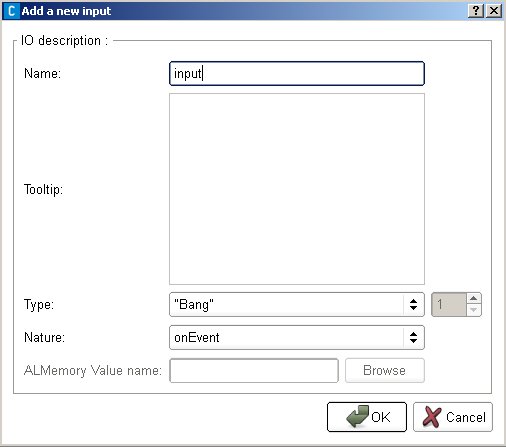 C Add a new input ? X
IO description :
Name: input
Tooltip:
Type: "Bang" 1
Nature: onEvent
ALMemory Value name: Browse
OK Cancel